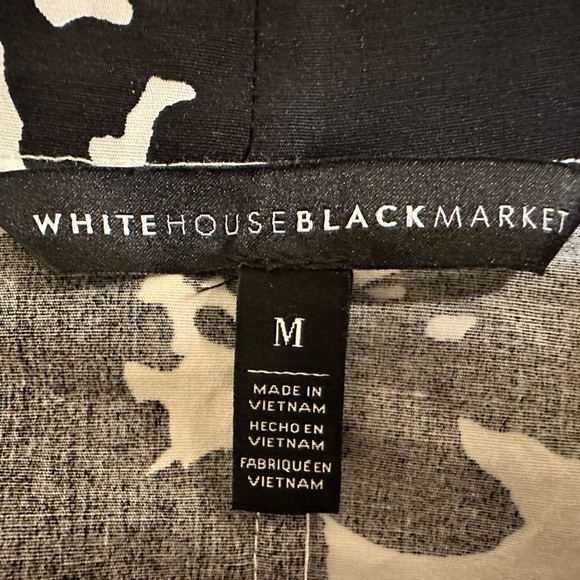 WHITEHOUSEBLACKMARKET
M
MADE IN
VIETNAM
HECHO EN
VIETNAM
FABRIQUÉ EN
VIETNAM